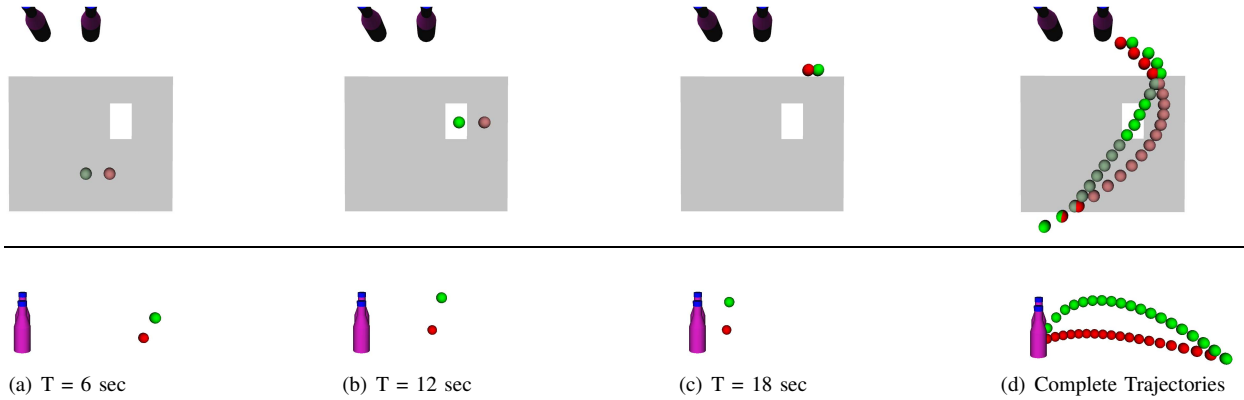 (a) T = 6 sec
(b) T = 12 sec
(c) T = 18 sec
(d) Complete Trajectories